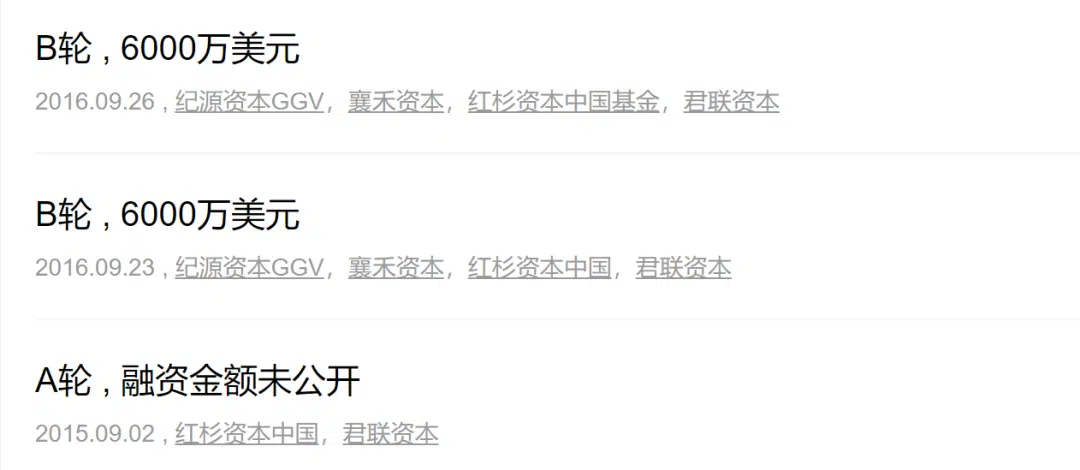 B轮 , 6000万美元
2016.09.26 , 纪源资本GGV，襄禾资本，红杉资本中国基金，君联资本
B轮 , 6000万美元
2016.09.23 , 纪源资本GGV，襄禾资本，红杉资本中国，君联资本
A轮 , 融资金额未公开
2015.09.02 , 红杉资本中国，君联资本